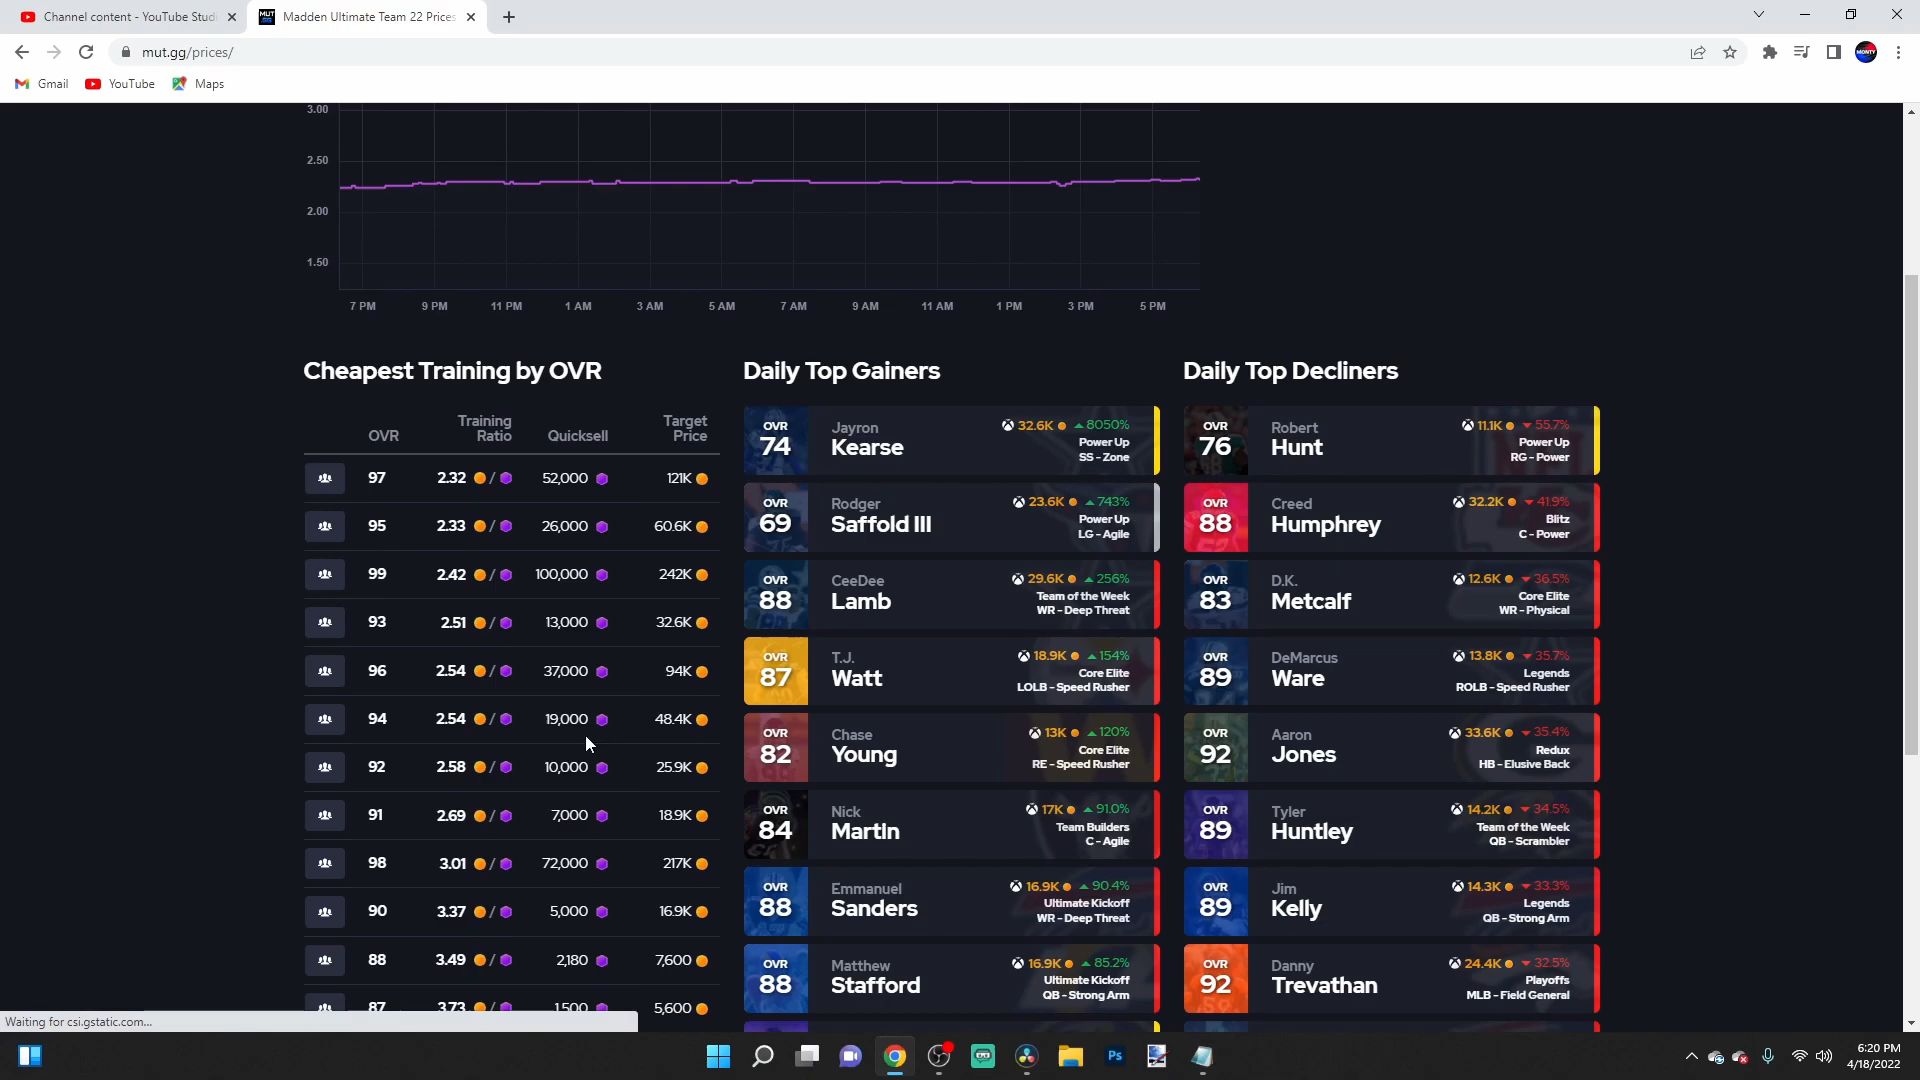 Channel content - YouTube Studi
Madden Ultimate Team 22 Prices
mut.gg/prices/
Gmail
YouTube
Maps
3.00
2.50
2.00
1.50
7 PM 9 PM 11 PM 1 AM 3 AM 5 AM 7 AM 9 AM 11 AM 1 PM 3 PM 5 PM
Cheapest Training by OVR
OVR Training Ratio Quicksell Target Price
97 2.32 / 52,000 121K
95 2.33 / 26,000 60.6K
99 2.42 / 100,000 242K
93 2.51 / 13,000 32.6K
96 2.54 / 37,000 94K
94 2.54 / 19,000 48.4K
92 2.58 / 10,000 25.9K
91 2.69 / 7,000 18.9K
98 3.01 / 72,000 217K
90 3.37 / 5,000 16.9K
88 3.49 / 2,180 7,600
87 3.73 / 1,500 5,600
Daily Top Gainers
OVR 74 Jayron Kearse 32.6K 8050%
Power Up
SS - Zone
OVR 69 Rodger Saffold III 23.6K 743%
Power Up
LG - Agile
OVR 88 CeeDee Lamb 29.6K 256%
Team of the Week
WR - Deep Threat
OVR 87 T.J. Watt 18.9K 154%
Core Elite
LOLB - Speed Rusher
OVR 82 Chase Young 13K 120%
Core Elite
RE - Speed Rusher
OVR 84 Nick Martin 17K 91.0%
Team Builders
C - Agile
OVR 88 Emmanuel Sanders 16.9K 90.4%
Ultimate Kickoff
WR - Deep Threat
OVR 88 Matthew Stafford 16.9K 85.2%
Ultimate Kickoff
QB - Strong Arm
Daily Top Decliners
OVR 76 Robert Hunt 11.1K 55.7%
Power Up
RG - Power
OVR 88 Creed Humphrey 32.2K 41.9%
Blitz
C - Power
OVR 83 D.K. Metcalf 12.6K 36.5%
Core Elite
WR - Physical
OVR 89 DeMarcus Ware 13.8K 35.7%
Legends
ROLB - Speed Rusher
OVR 92 Aaron Jones 33.6K 35.4%
Redux
HB - Elusive Back
OVR 89 Tyler Huntley 14.2K 34.5%
Team of the Week
QB - Scrambler
OVR 89 Jim Kelly 14.3K 33.3%
Legends
QB - Strong Arm
OVR 92 Danny Trevathan 24.4K 32.5%
Playoffs
MLB - Field General
Waiting for csi.gstatic.com...
Ps
6:20 PM
4/18/2022